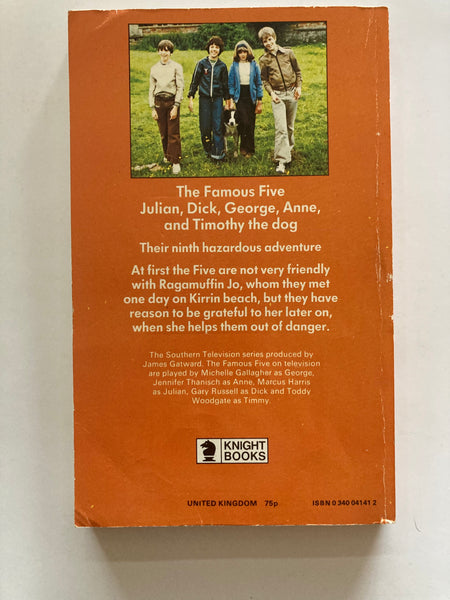 The Famous Five
Julian, Dick, George, Anne,
and Timothy the dog
Their ninth hazardous adventure
At first the Five are not very friendly
with Ragamuffin Jo, whom they met
one day on Kirrin beach, but they have
reason to be grateful to her later on,
when she helps them out of danger.
The Southern Television series produced by
James Gatward. The Famous Five on television
are played by Michelle Gallagher as George,
Jennifer Thanisch as Anne, Marcus Harris
as Julian, Gary Russell as Dick and Toddy
Woodgate as Timmy.
KNIGHT
BOOKS
UNITED KINGDOM 75p ISBN 0 340 04141 2